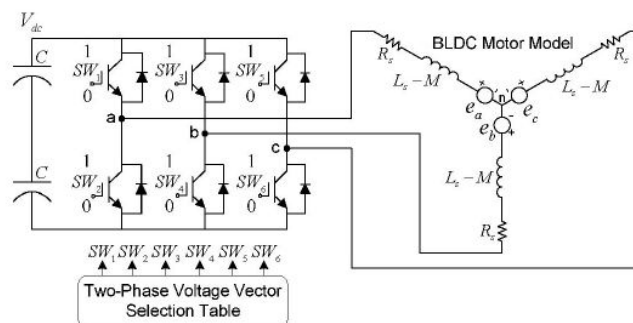 V_dc
C
C
1 1 1
SW_1 SW_3 SW_5
0 0 0
a
b
c
1 1 1
SW_2 SW_4 SW_6
0 0 0
SW_1 SW_2 SW_3 SW_4 SW_5 SW_6
Two-Phase Voltage Vector
Selection Table
BLDC Motor Model
R_s
R_s
L_s – M
L_s – M
+ - 'n' - +
e_a
e_c
e_b
-
+
L_s – M
R_s